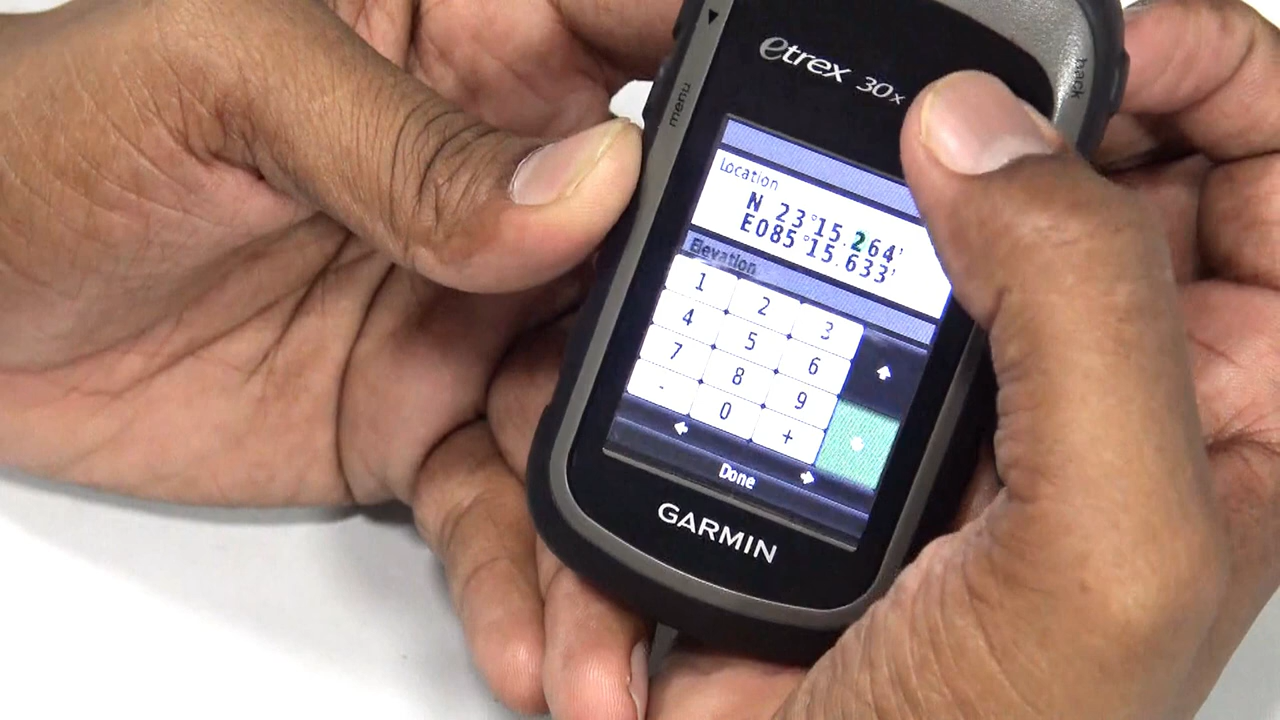 etrex 30x
menu
back
Location
N 23°15.264'
E085°15.633'
Elevation
1 2 3
4 5 6
7 8 9
- 0 +
Done
GARMIN